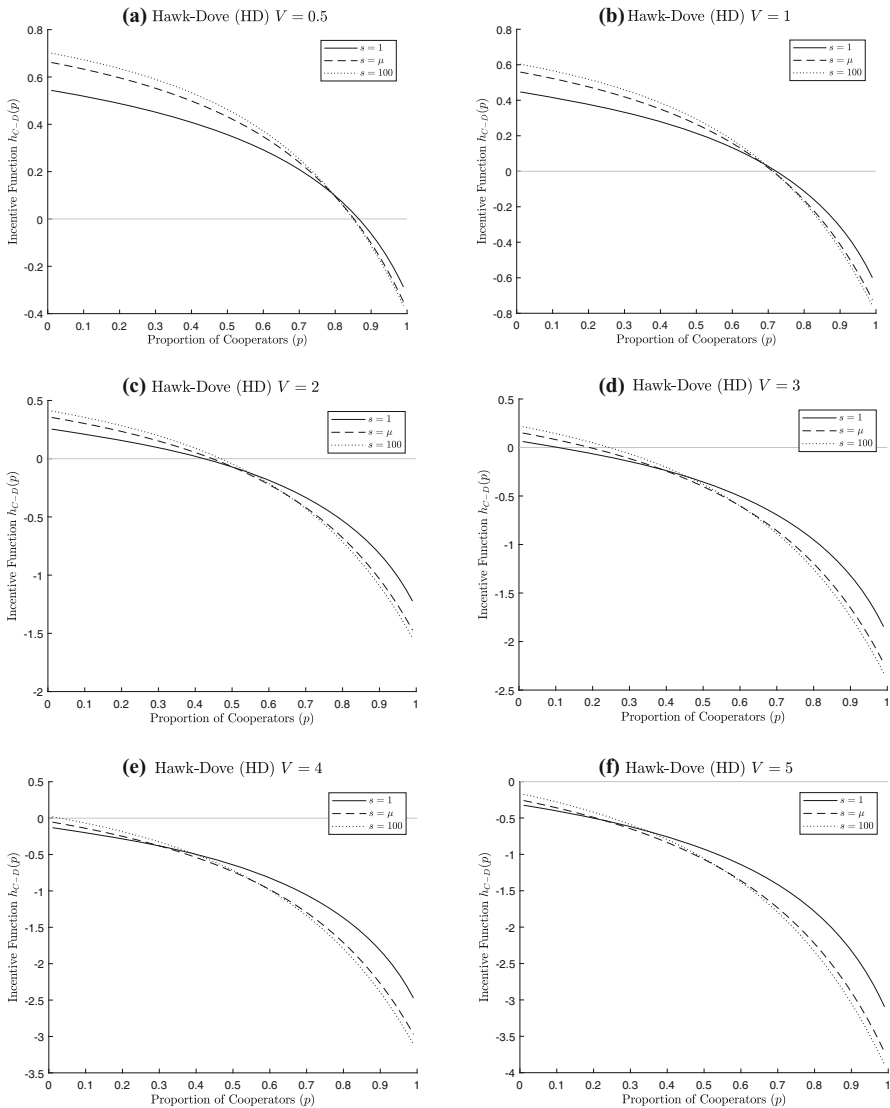 (a) Hawk-Dove (HD) V = 0.5
0.8
0.6
0.4
0.2
0
-0.2
-0.4
Incentive Function h_{C-D}(p)
s = 1
s = μ
s = 100
0 0.1 0.2 0.3 0.4 0.5 0.6 0.7 0.8 0.9 1
Proportion of Cooperators (p)
(b) Hawk-Dove (HD) V = 1
0.8
0.6
0.4
0.2
0
-0.2
-0.4
-0.6
-0.8
Incentive Function h_{C-D}(p)
s = 1
s = μ
s = 100
0 0.1 0.2 0.3 0.4 0.5 0.6 0.7 0.8 0.9 1
Proportion of Cooperators (p)
(c) Hawk-Dove (HD) V = 2
0.5
0
-0.5
-1
-1.5
-2
Incentive Function h_{C-D}(p)
s = 1
s = μ
s = 100
0 0.1 0.2 0.3 0.4 0.5 0.6 0.7 0.8 0.9 1
Proportion of Cooperators (p)
(d) Hawk-Dove (HD) V = 3
0.5
0
-0.5
-1
-1.5
-2
-2.5
Incentive Function h_{C-D}(p)
s = 1
s = μ
s = 100
0 0.1 0.2 0.3 0.4 0.5 0.6 0.7 0.8 0.9 1
Proportion of Cooperators (p)
(e) Hawk-Dove (HD) V = 4
0.5
0
-0.5
-1
-1.5
-2
-2.5
-3
-3.5
Incentive Function h_{C-D}(p)
s = 1
s = μ
s = 100
0 0.1 0.2 0.3 0.4 0.5 0.6 0.7 0.8 0.9 1
Proportion of Cooperators (p)
(f) Hawk-Dove (HD) V = 5
0
-0.5
-1
-1.5
-2
-2.5
-3
-3.5
-4
Incentive Function h_{C-D}(p)
s = 1
s = μ
s = 100
0 0.1 0.2 0.3 0.4 0.5 0.6 0.7 0.8 0.9 1
Proportion of Cooperators (p)